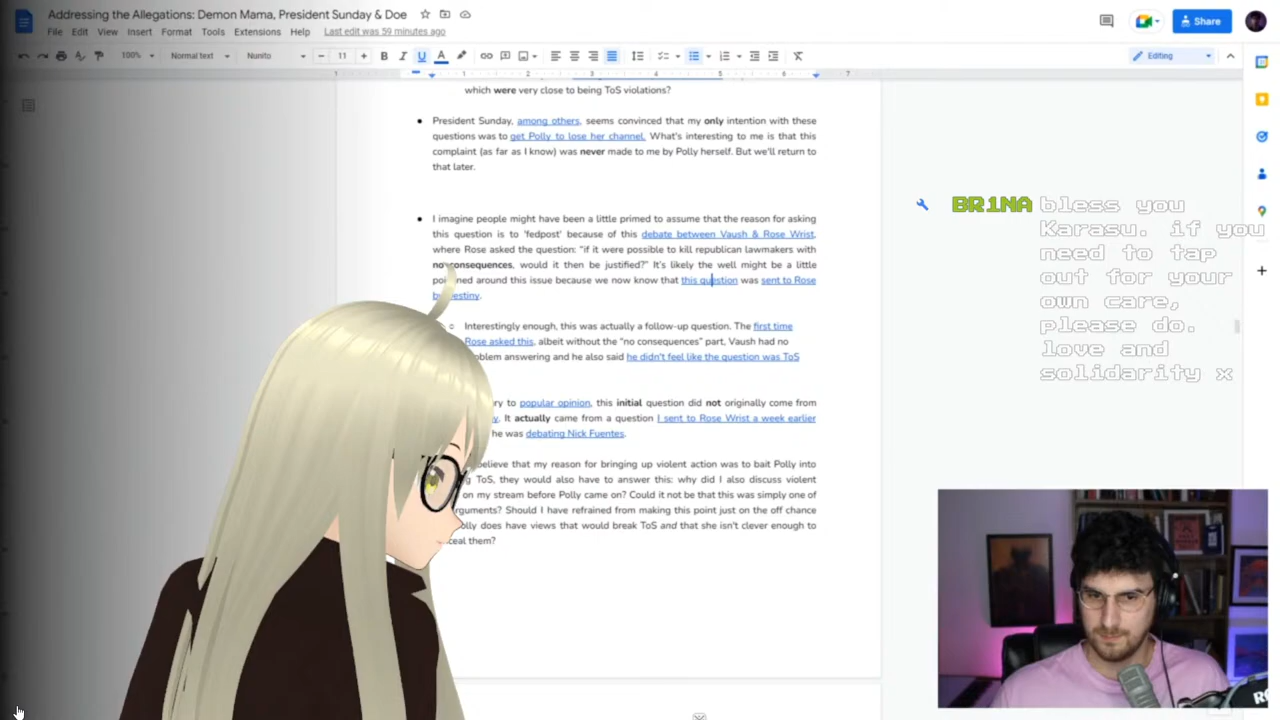 Addressing the Allegations: Demon Mama, President Sunday & Doe
File Edit View Insert Format Tools Extensions Help Last edit was 59 minutes ago
Share
100% Normal text Nunito 11 Editing
1 1 2 3 4 5 6 7
which were very close to being ToS violations?
President Sunday, among others, seems convinced that my only intention with these
questions was to get Polly to lose her channel. What's interesting to me is that this
complaint (as far as I know) was never made to me by Polly herself. But we'll return to
that later.
I imagine people might have been a little primed to assume that the reason for asking
this question is to 'fedpost' because of this debate between Vaush & Rose Wrist,
where Rose asked the question: "if it were possible to kill republican lawmakers with
no consequences, would it then be justified?" It's likely the well might be a little
around this issue because we now know that this question was sent to Rose
Interestingly enough, this was actually a follow-up question. The first time
Rose asked this, albeit without the "no consequences" part, Vaush had no
answering and he also said he didn't feel like the question was ToS
to popular opinion, this initial question did not originally come from
It actually came from a question I sent to Rose Wrist a week earlier
he was debating Nick Fuentes.
believe that my reason for bringing up violent action was to bait Polly into
ToS, they would also have to answer this: why did I also discuss violent
on my stream before Polly came on? Could it not be that this was simply one of
Should I have refrained from making this point just on the off chance
does have views that would break ToS and that she isn't clever enough to
them?
BR1NA bless you
Karasu. if you
need to tap
out for your
own care,
please do.
love and
solidarity x